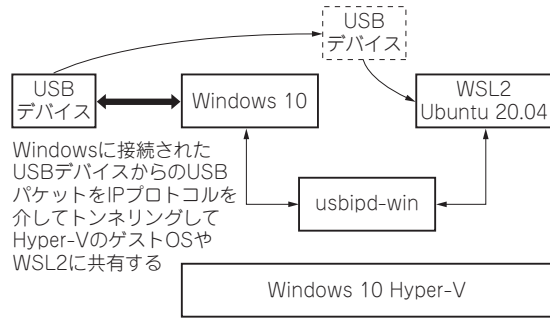 USB
デバイス
USB
デバイス
Windows 10
WSL2
Ubuntu 20.04
Windowsに接続された
USBデバイスからのUSB
パケットをIPプロトコルを
介してトンネリングして
Hyper-VのゲストOSや
WSL2に共有する
usbipd-win
Windows 10 Hyper-V